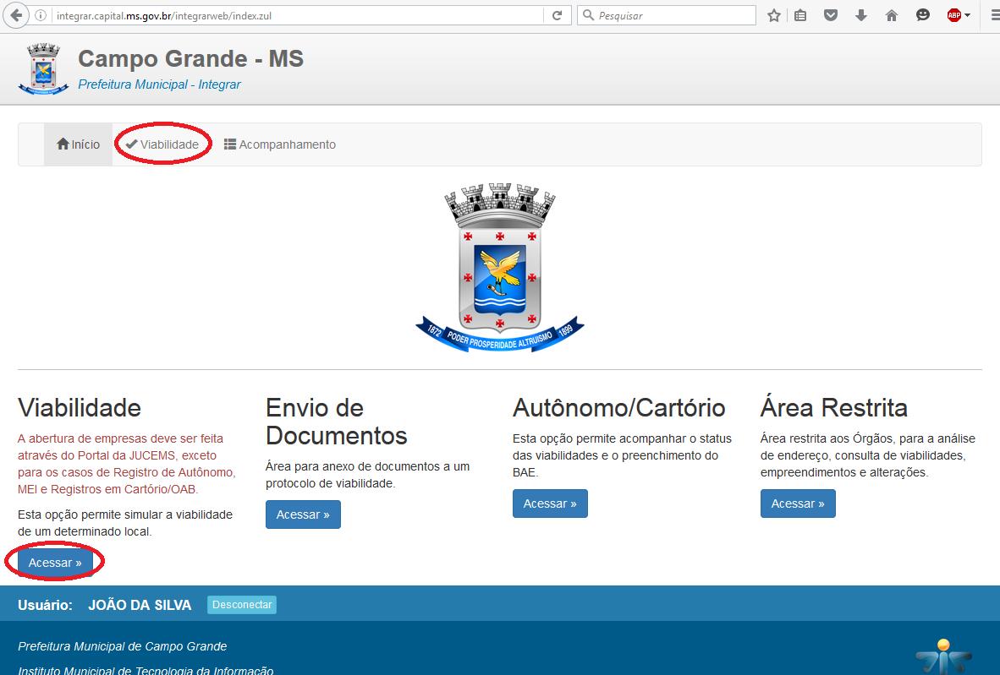 integrar.capital.ms.gov.br/integrarweb/index.zul
Pesquisar
ABP
Campo Grande - MS
Prefeitura Municipal - Integrar
Início
Viabilidade
Acompanhamento
1872 PODER PROSPERIDADE ALTRUISMO 1899
Viabilidade
A abertura de empresas deve ser feita
através do Portal da JUCEMS, exceto
para os casos de Registro de Autônomo,
MEI e Registros em Cartório/OAB.
Esta opção permite simular a viabilidade
de um determinado local.
Acessar »
Envio de
Documentos
Área para anexo de documentos a um
protocolo de viabilidade.
Acessar »
Autônomo/Cartório
Esta opção permite acompanhar o status
das viabilidades e o preenchimento do
BAE.
Acessar »
Área Restrita
Área restrita aos Órgãos, para a análise
de endereço, consulta de viabilidades,
empreendimentos e alterações.
Acessar »
Usuário: JOÃO DA SILVA Desconectar
Prefeitura Municipal de Campo Grande
Instituto Municipal de Tecnologia da Informação